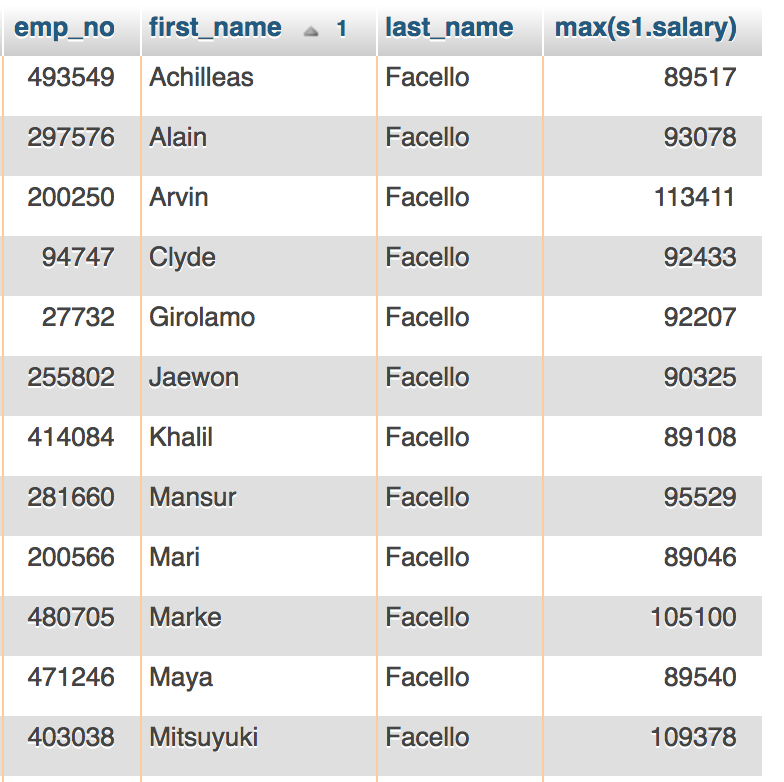 emp_no first_name 1 last_name max(s1.salary)
493549 Achilleas Facello 89517
297576 Alain Facello 93078
200250 Arvin Facello 113411
94747 Clyde Facello 92433
27732 Girolamo Facello 92207
255802 Jaewon Facello 90325
414084 Khalil Facello 89108
281660 Mansur Facello 95529
200566 Mari Facello 89046
480705 Marke Facello 105100
471246 Maya Facello 89540
403038 Mitsuyuki Facello 109378